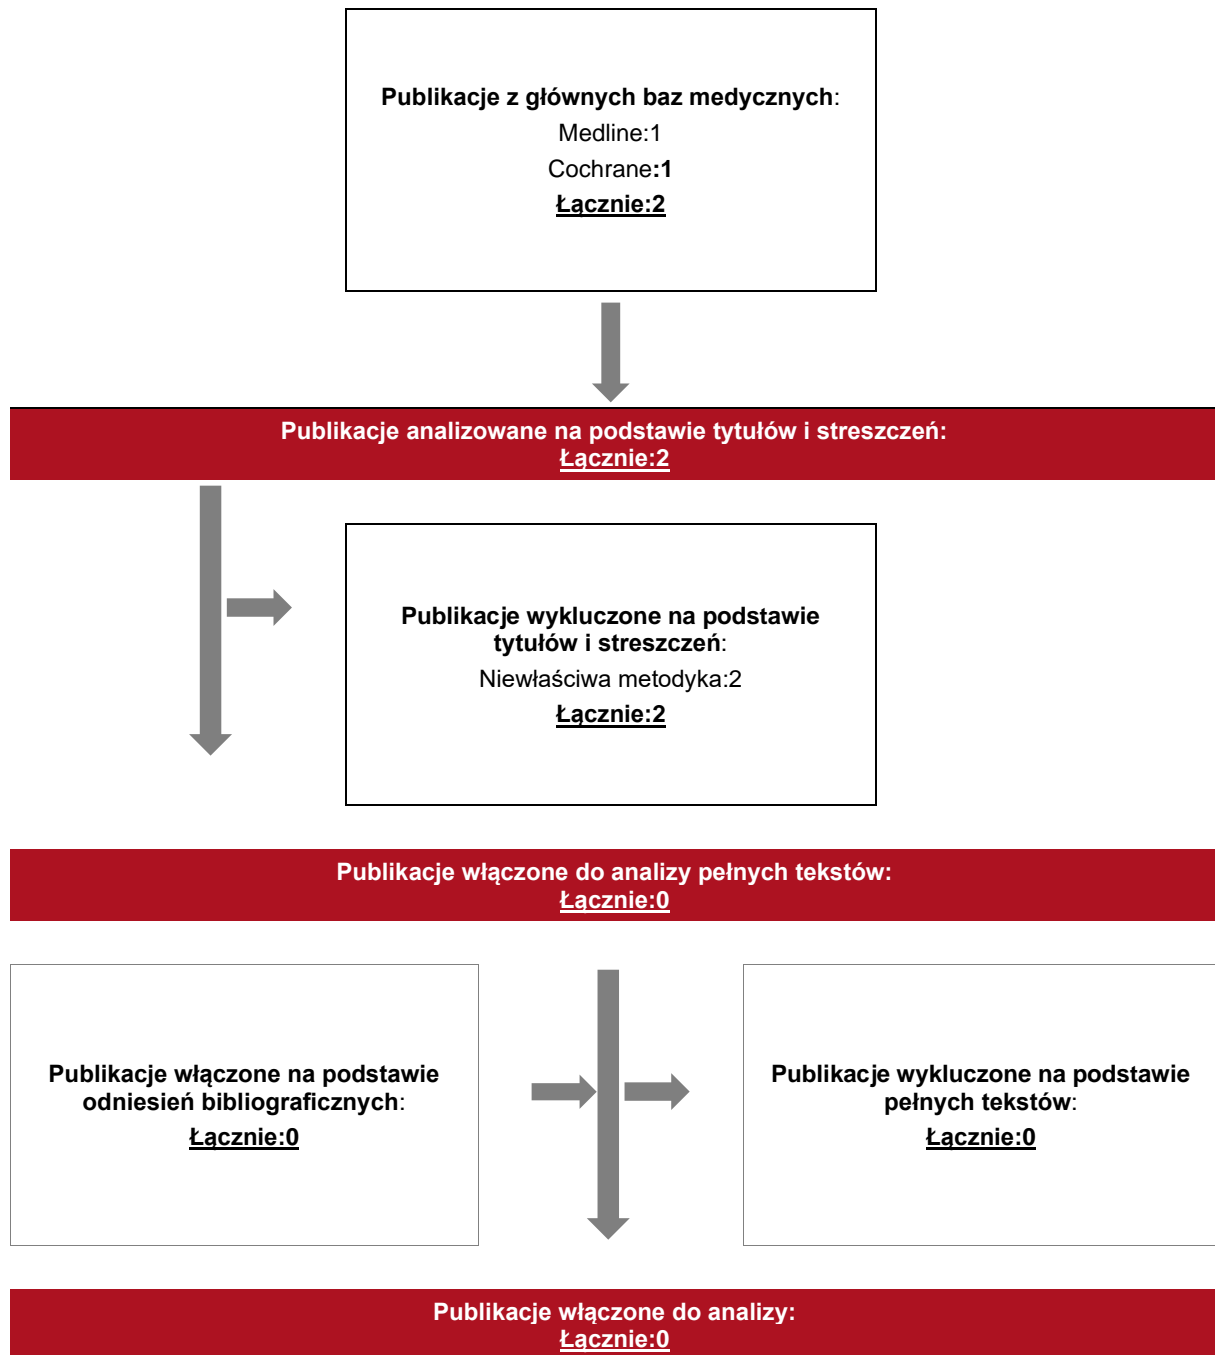 Publikacje z głównych baz medycznych:
Medline:1
Cochrane:1
Łącznie:2
Publikacje analizowane na podstawie tytułów i streszczeń:
Łącznie:2
Publikacje wykluczone na podstawie
tytułów i streszczeń:
Niewłaściwa metodyka:2
Łącznie:2
Publikacje włączone do analizy pełnych tekstów:
Łącznie:0
Publikacje włączone na podstawie
odniesień bibliograficznych:
Łącznie:0
Publikacje wykluczone na podstawie
pełnych tekstów:
Łącznie:0
Publikacje włączone do analizy:
Łącznie:0